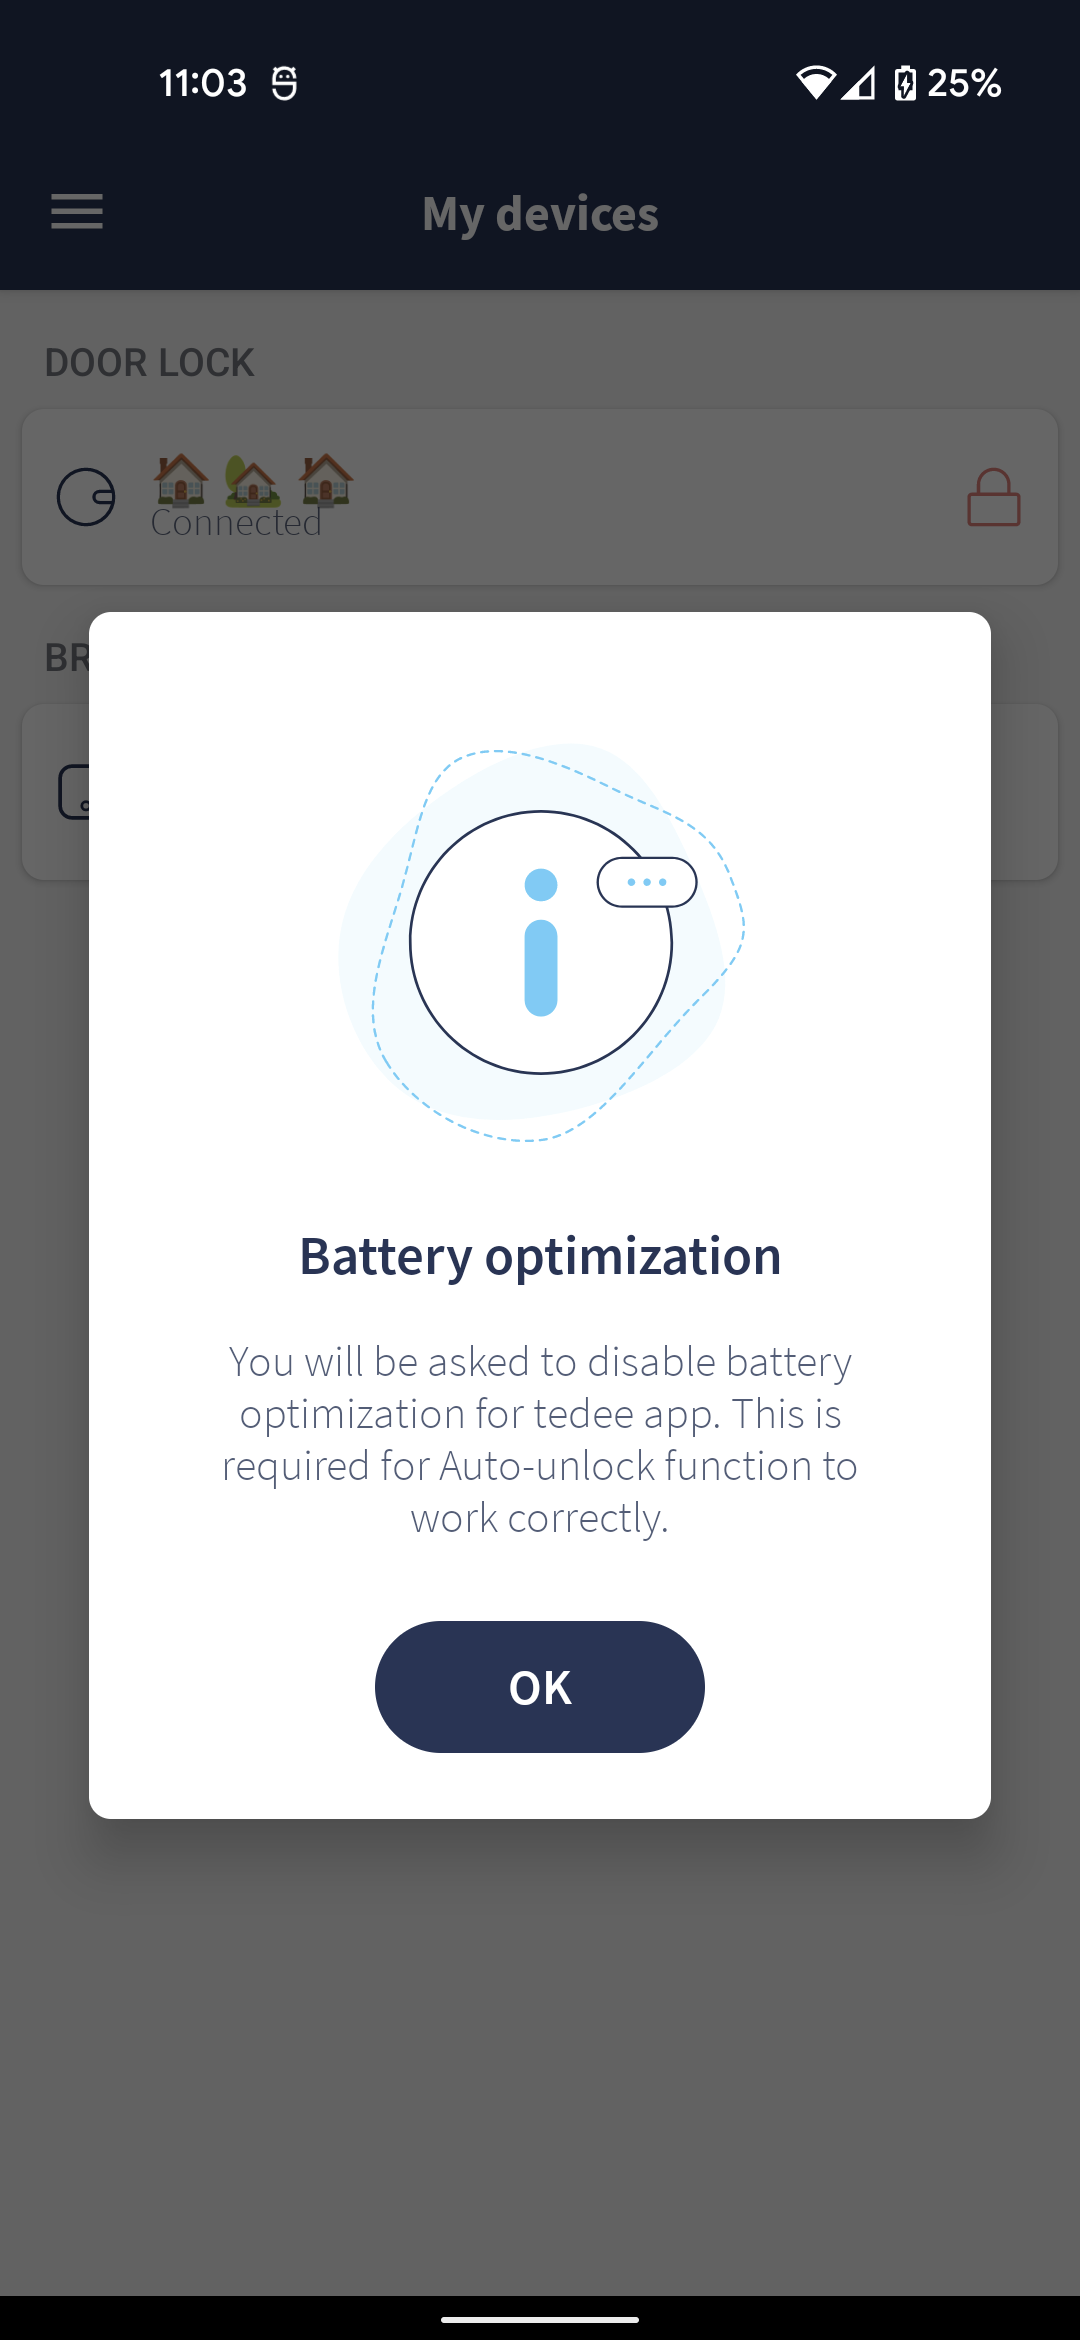 11:03
25%
My devices
DOOR LOCK
🏠 🏡 🏠
Connected
BR
Battery optimization
You will be asked to disable battery
optimization for tedee app. This is
required for Auto-unlock function to
work correctly.
OK